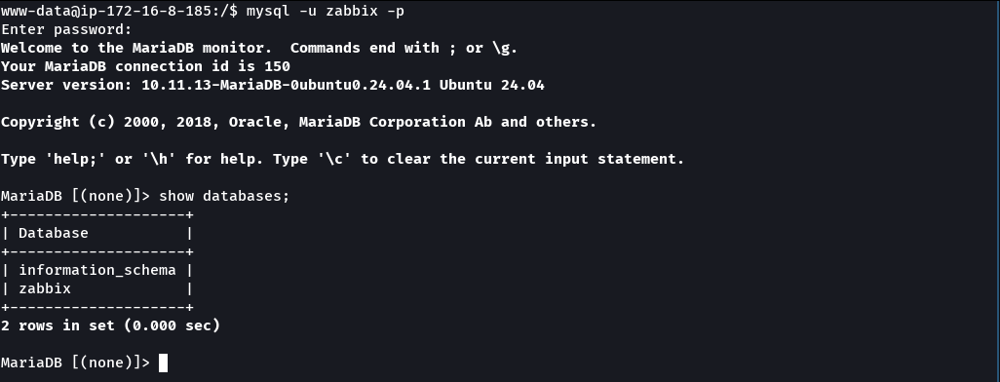 www-data@ip-172-16-8-185:/$ mysql -u zabbix -p
Enter password:
Welcome to the MariaDB monitor.  Commands end with ; or \g.
Your MariaDB connection id is 150
Server version: 10.11.13-MariaDB-0ubuntu0.24.04.1 Ubuntu 24.04

Copyright (c) 2000, 2018, Oracle, MariaDB Corporation Ab and others.

Type 'help;' or '\h' for help. Type '\c' to clear the current input statement.

MariaDB [(none)]> show databases;
+--------------------+
| Database           |
+--------------------+
| information_schema |
| zabbix             |
+--------------------+
2 rows in set (0.000 sec)

MariaDB [(none)]>